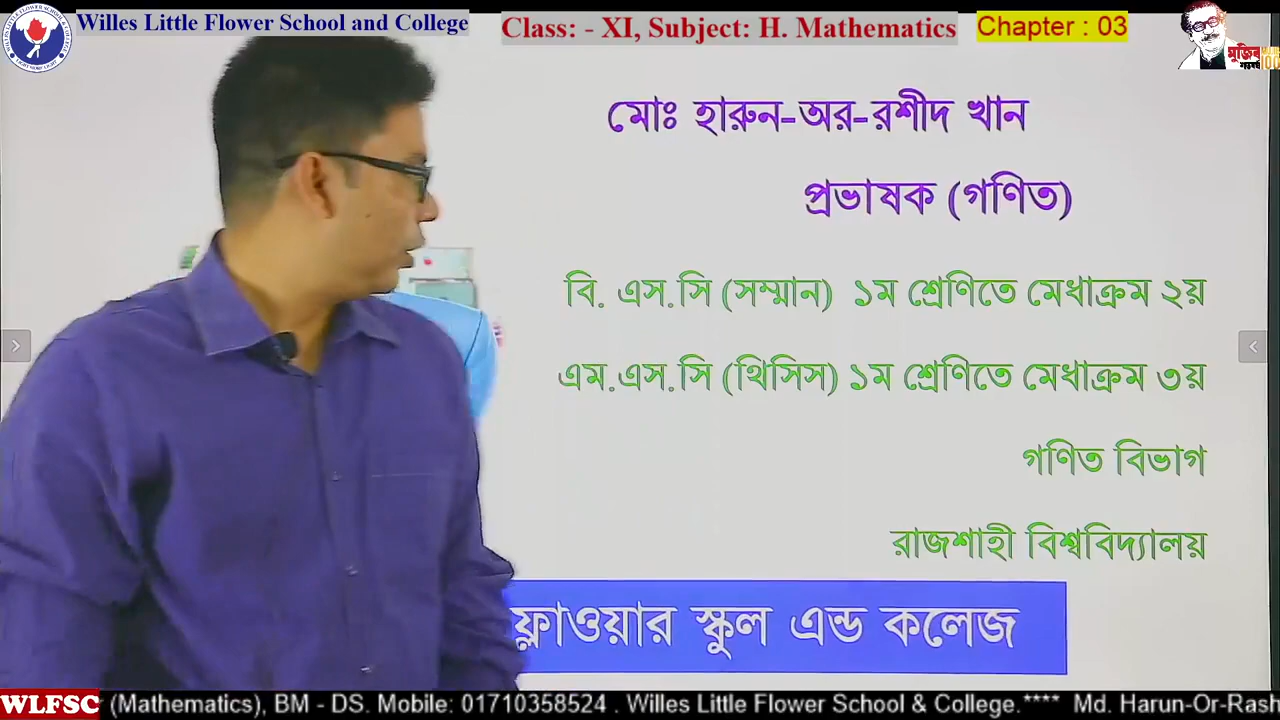 Willes Little Flower School and College
Class: - XI, Subject: H. Mathematics
Chapter : 03
মুজিব
শতবর্ষ
100
মোঃ হারুন-অর-রশীদ খান
প্রভাষক (গণিত)
বি. এস.সি (সম্মান) ১ম শ্রেণিতে মেধাক্রম ২য়
এম.এস.সি (থিসিস) ১ম শ্রেণিতে মেধাক্রম ৩য়
গণিত বিভাগ
রাজশাহী বিশ্ববিদ্যালয়
ফ্লাওয়ার স্কুল এন্ড কলেজ
WLFSC
r (Mathematics), BM - DS. Mobile: 01710358524 . Willes Little Flower School & College.**** Md. Harun-Or-Rash